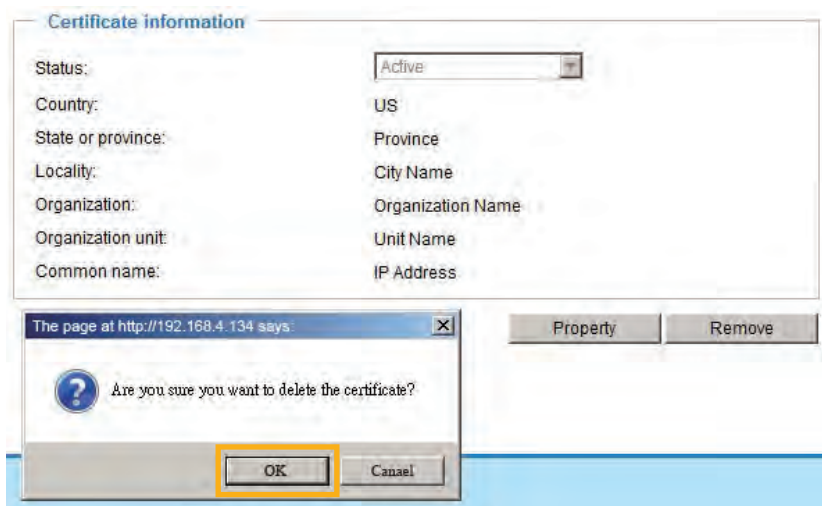 Certificate information
Status: Active
Country: US
State or province: Province
Locality: City Name
Organization: Organization Name
Organization unit: Unit Name
Common name: IP Address
The page at http://192.168.4.134 says:
Property Remove
Are you sure you want to delete the certificate?
OK Canael